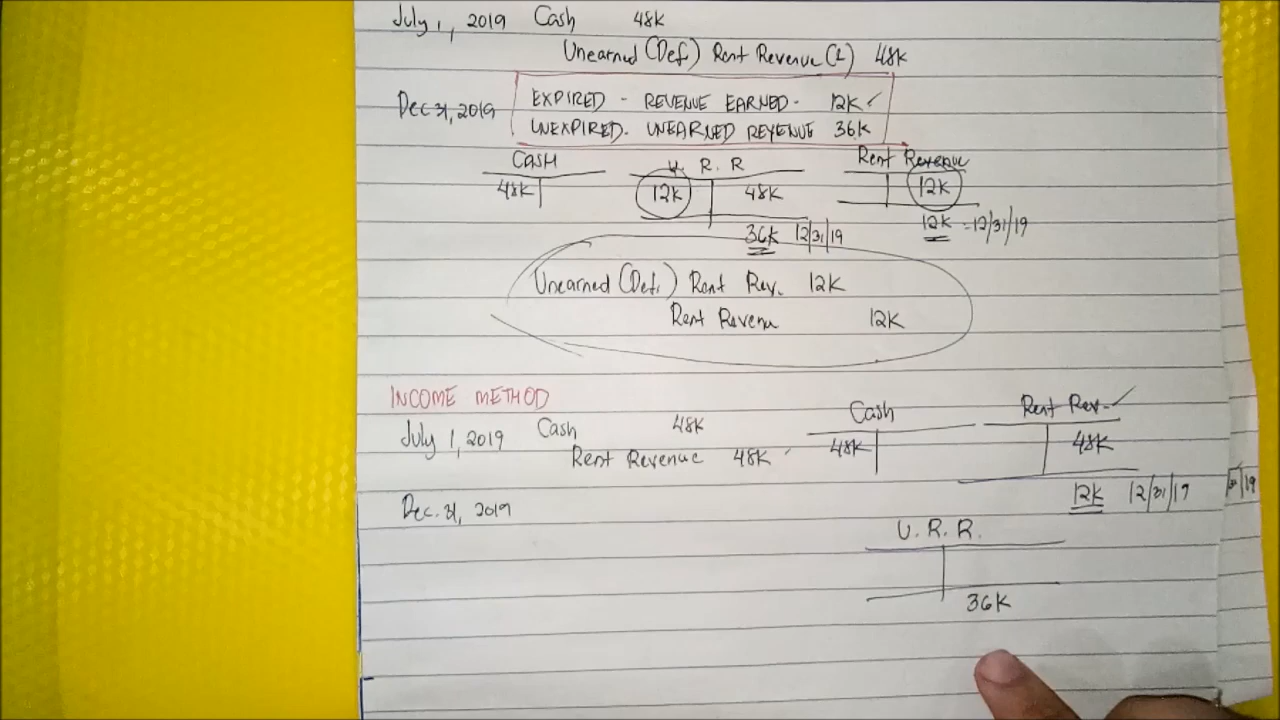 July 1, 2019 Cash 48K
Unearned (Def.) Rent Revenue (L) 48K
Dec 31, 2019 EXPIRED - REVENUE EARNED - 12K ✓
UNEXPIRED. UNEARNED REVENUE 36K
CASH U. R. R Rent Revenue
48K 12K 48K 12K
36K 12/31/19 12K - 12/31/19
Unearned (Def.) Rent Rev. 12K
Rent Revenu 12K
INCOME METHOD
Cash Rent Rev. ✓
July 1, 2019 Cash 48K 48K 48K
Rent Revenue 48K
12K 12/31/19
Dec. 31, 2019
U. R. R.
36K